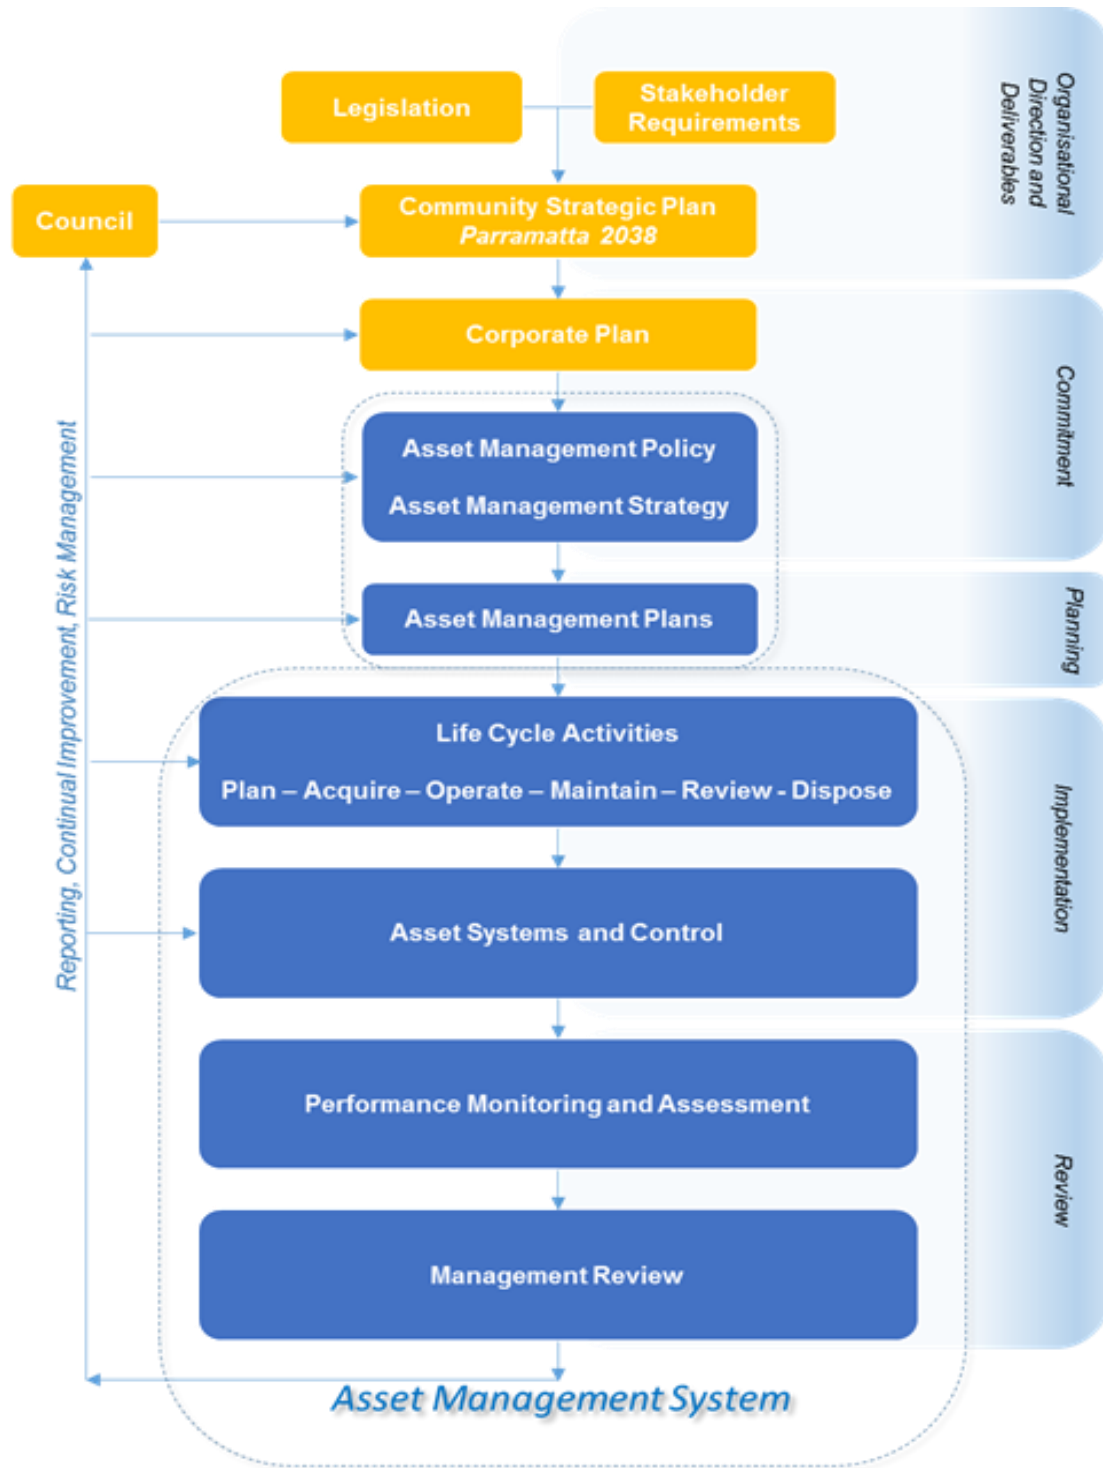 Legislation
Stakeholder
Requirements
Organisational
Direction and
Deliverables
Council
Community Strategic Plan
Parramatta 2038
Corporate Plan
Commitment
Asset Management Policy
Asset Management Strategy
Asset Management Plans
Planning
Reporting, Continual Improvement, Risk Management
Life Cycle Activities
Plan – Acquire – Operate – Maintain – Review - Dispose
Implementation
Asset Systems and Control
Performance Monitoring and Assessment
Review
Management Review
Asset Management System